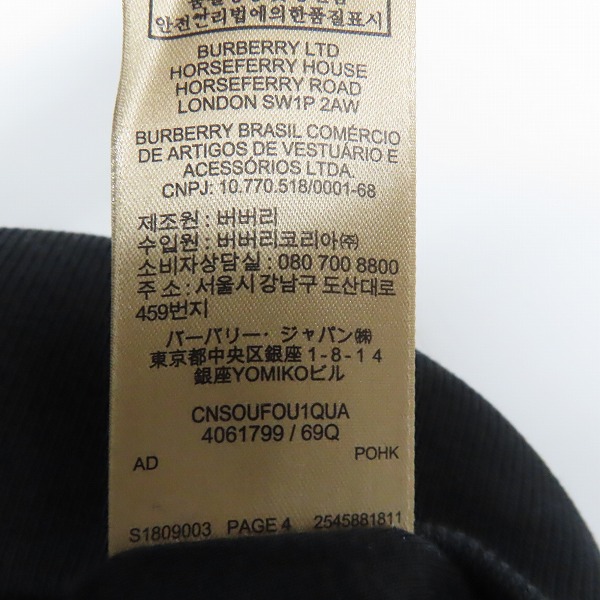 안전관리법에의한품질표시
BURBERRY LTD
HORSEFERRY HOUSE
HORSEFERRY ROAD
LONDON SW1P 2AW
BURBERRY BRASIL COMÉRCIO
DE ARTIGOS DE VESTUÁRIO E
ACESSÓRIOS LTDA.
CNPJ: 10.770.518/0001-68
제조원 : 버버리
수입원 : 버버리코리아㈜
소비자상담실 : 080 700 8800
주 소 : 서울시 강남구 도산대로
459번지
バーバリー・ジャパン㈱
東京都中央区銀座 1-8-14
銀座YOMIKOビル
CNSOUFOU1QUA
4061799 / 69Q
AD POHK
S1809003 PAGE 4 2545881811